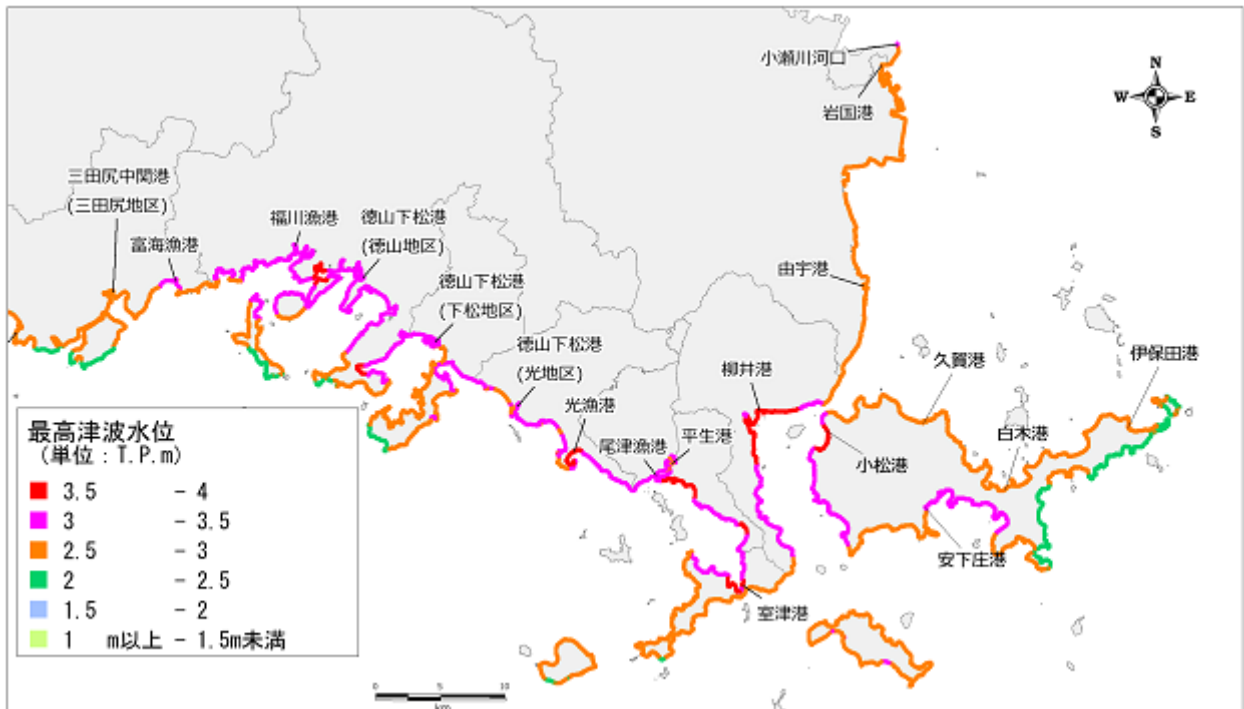 小瀬川河口
岩国港
N
W E
S
三田尻中関港
(三田尻地区)
富海漁港
福川漁港
徳山下松港
(徳山地区)
徳山下松港
(下松地区)
徳山下松港
(光地区)
光漁港
尾津漁港
平生港
柳井港
由宇港
久賀港
伊保田港
白木港
小松港
安下庄港
室津港
最高津波水位
(単位：T.P.m)
3.5 - 4
3 - 3.5
2.5 - 3
2 - 2.5
1.5 - 2
1 m以上 - 1.5m未満
0 5 10
km